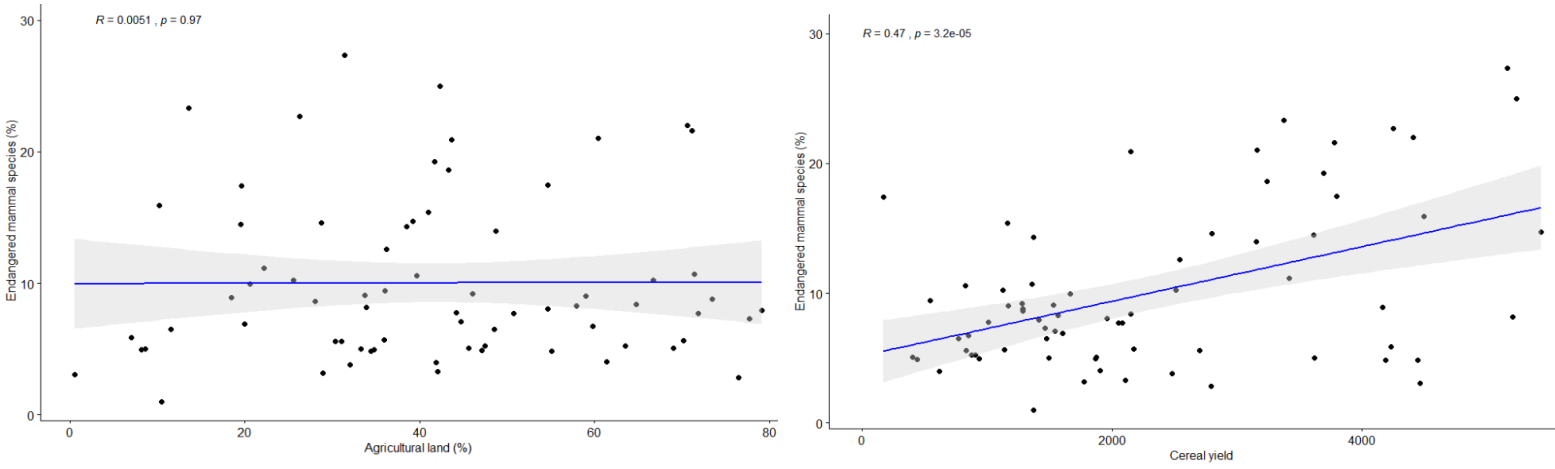 R = 0.0051 , p = 0.97
30
20
10
0
Endangered mammal species (%)
0 20 40 60 80
Agricultural land (%)
R = 0.47 , p = 3.2e-05
30
20
10
0
Endangered mammal species (%)
0 2000 4000
Cereal yield